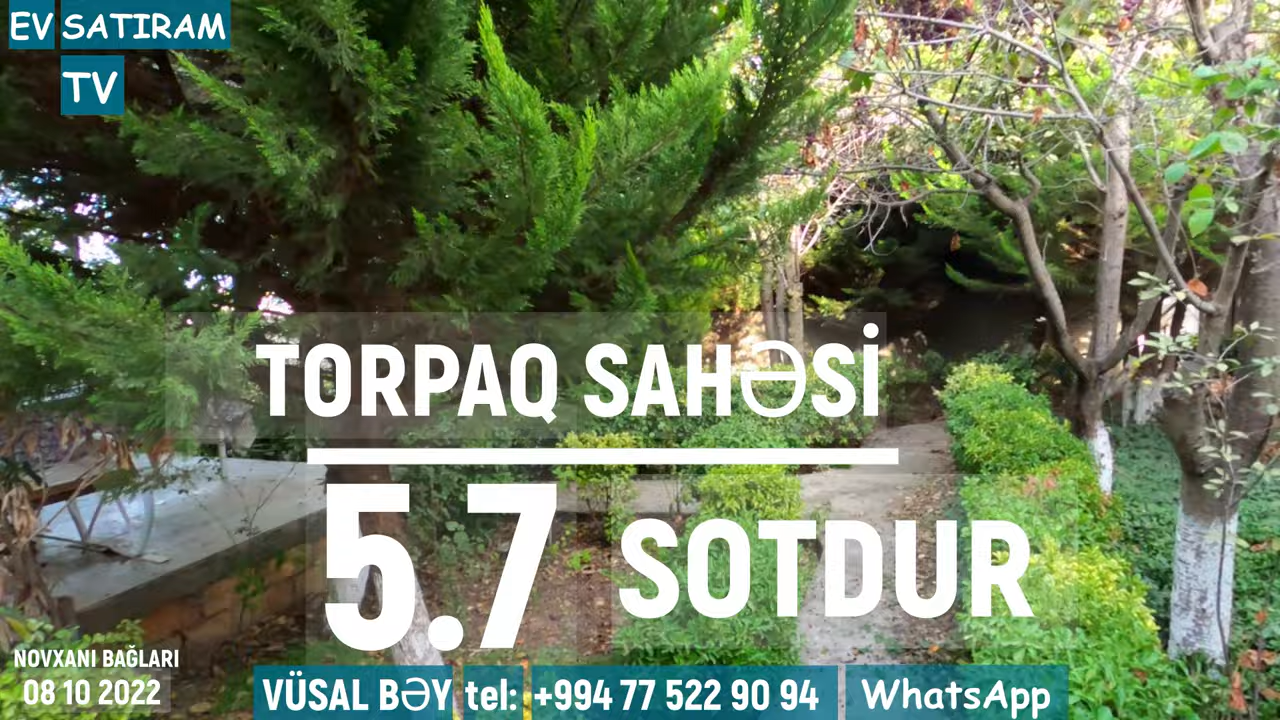 EV SATIRAM
TV
TORPAQ SAHƏSİ
5.7 SOTDUR
NOVXANI BAĞLARI
08 10 2022
VÜSAL BƏY tel: +994 77 522 90 94 WhatsApp